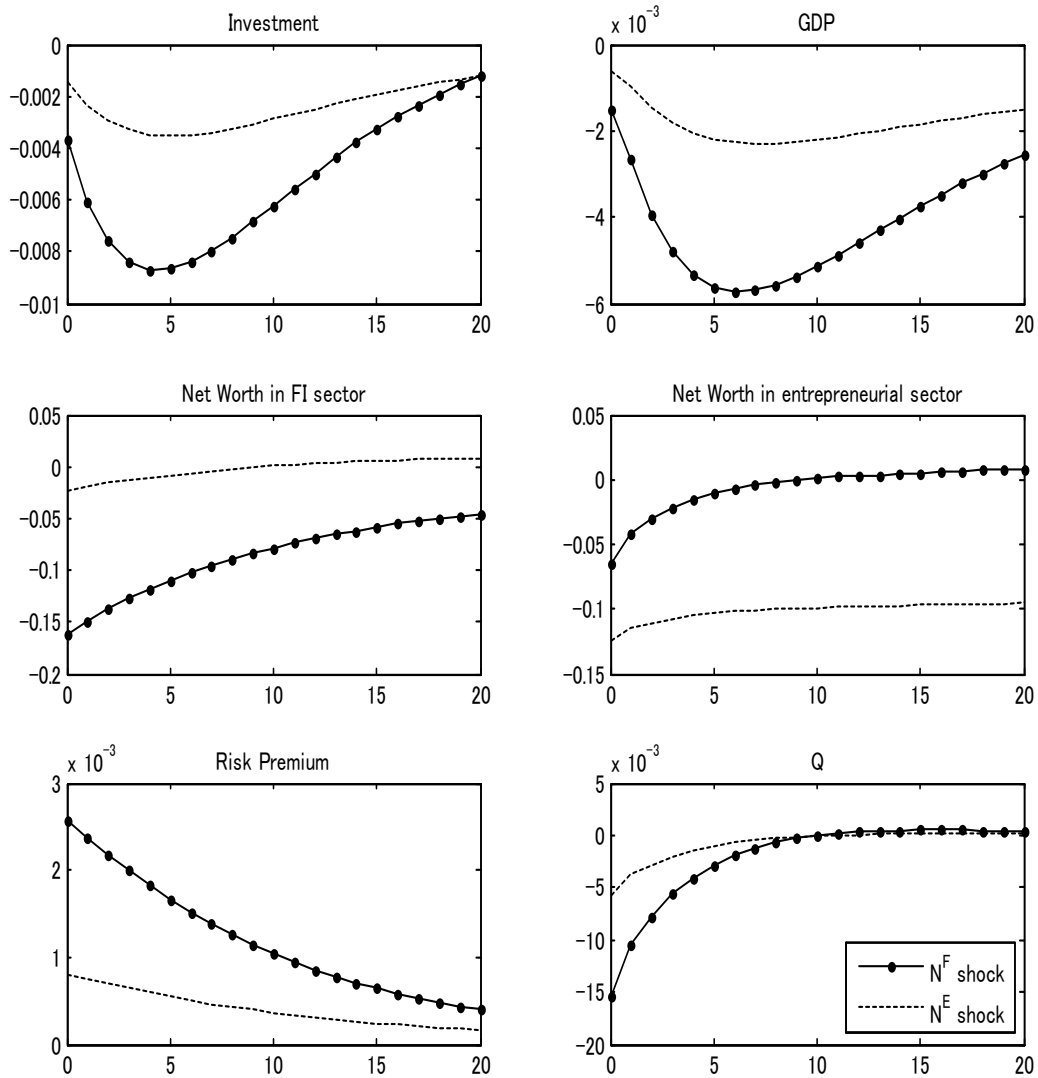 Investment
0
−0.002
−0.004
−0.006
−0.008
−0.01
0 5 10 15 20
GDP
x 10^-3
0
−2
−4
−6
0 5 10 15 20
Net Worth in FI sector
0.05
0
−0.05
−0.1
−0.15
−0.2
0 5 10 15 20
Net Worth in entrepreneurial sector
0.05
0
−0.05
−0.1
−0.15
0 5 10 15 20
Risk Premium
x 10^-3
3
2
1
0
0 5 10 15 20
Q
x 10^-3
5
0
−5
−10
−15
−20
0 5 10 15 20
N^F shock
N^E shock